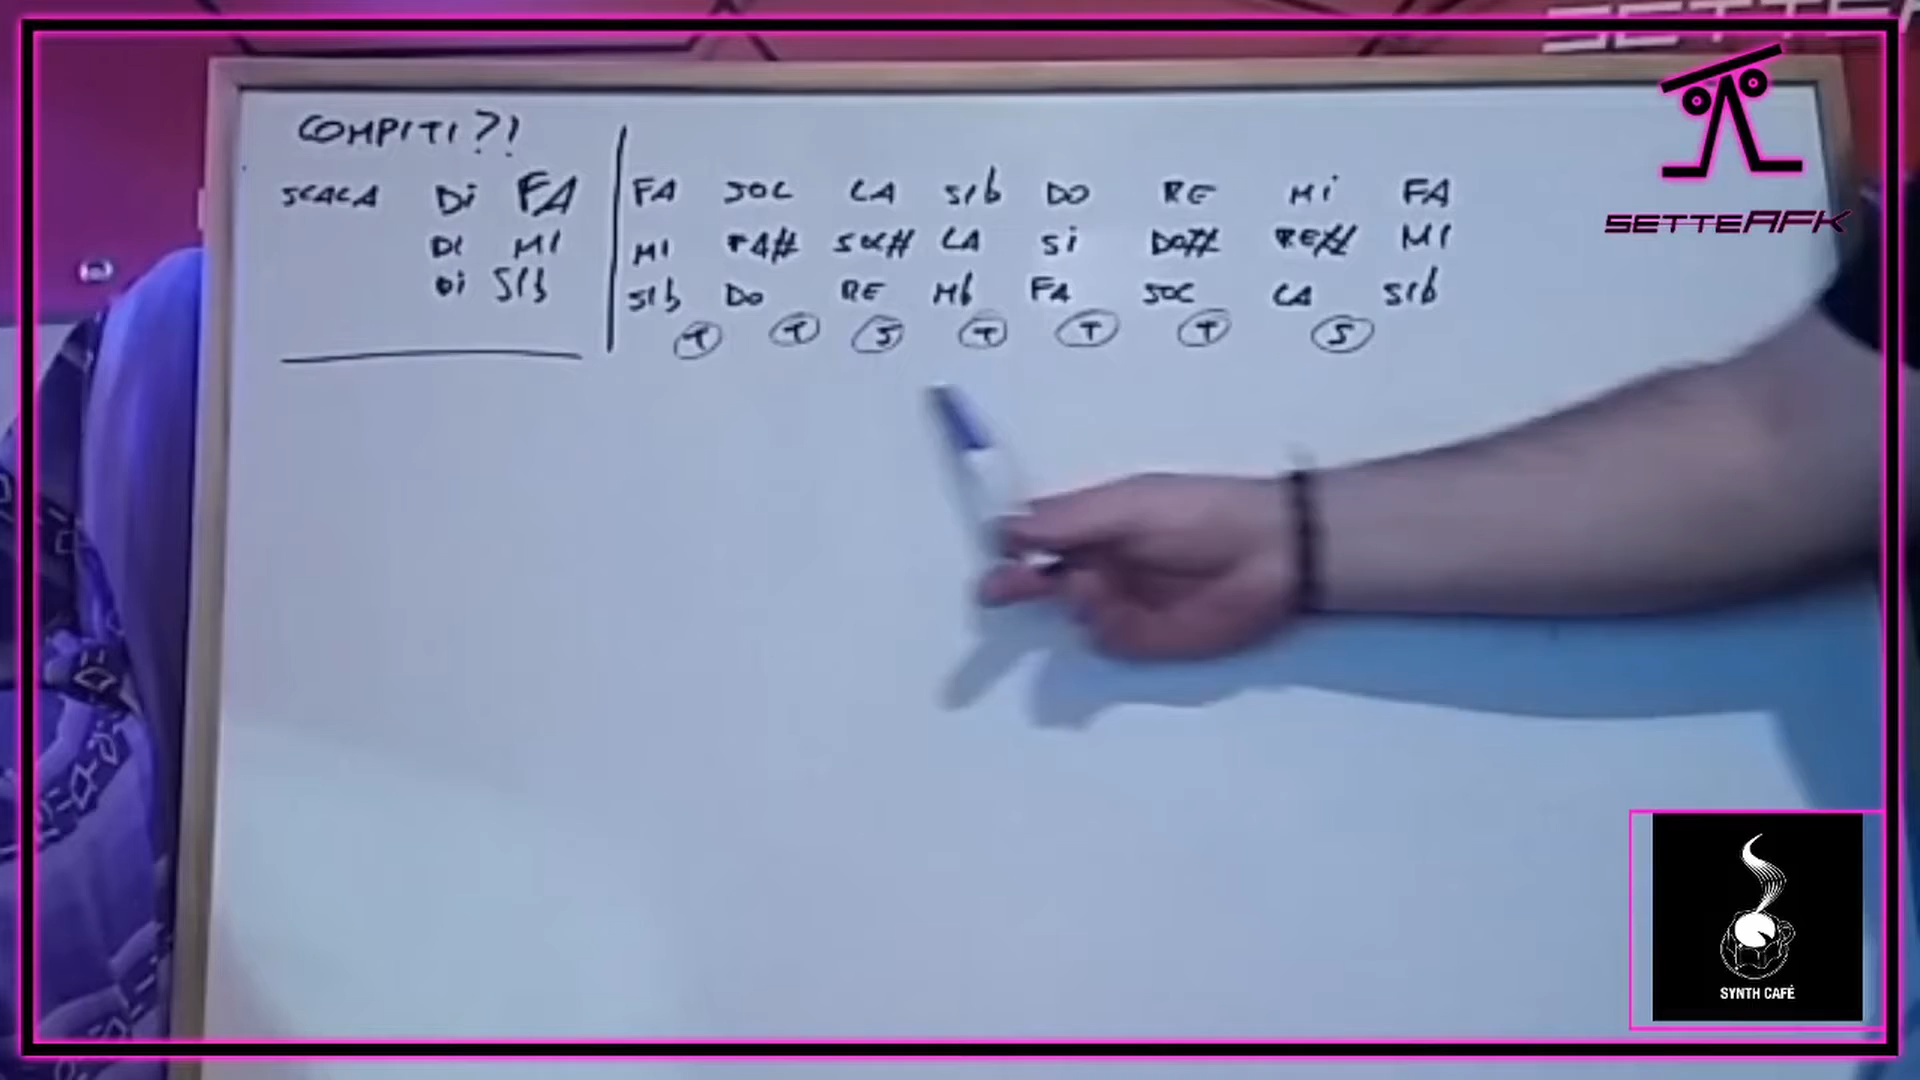 SETTEAFK
COMPITI?!
SCALA DI FA | FA SOL LA SIb DO RE MI FA
DI MI | MI FA# SOL# LA SI DO# RE# MI
DI SIb | SIb DO RE Mb FA SOL LA SIb
T T S T T T S
SYNTH CAFÉ